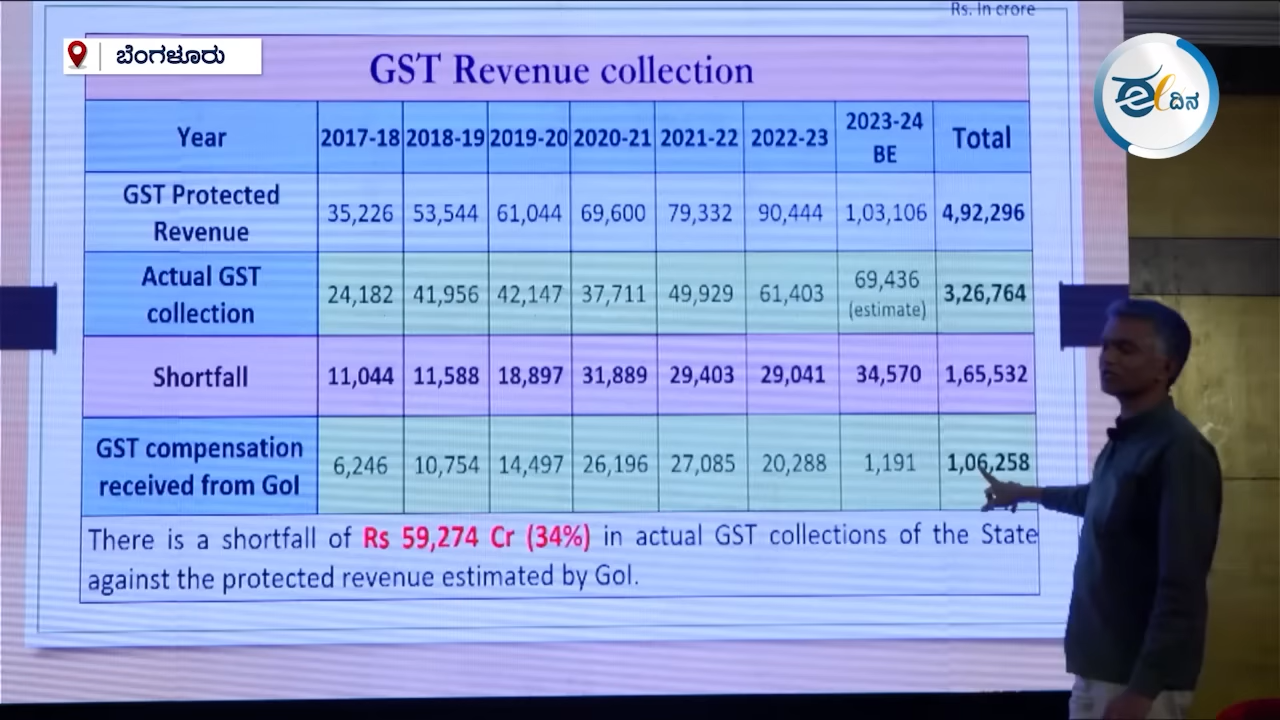 Rs. In crore
ಬೆಂಗಳೂರು
ಈ ದಿನ
GST Revenue collection
Year 2017-18 2018-19 2019-20 2020-21 2021-22 2022-23 2023-24 BE Total
GST Protected Revenue 35,226 53,544 61,044 69,600 79,332 90,444 1,03,106 4,92,296
Actual GST collection 24,182 41,956 42,147 37,711 49,929 61,403 69,436 (estimate) 3,26,764
Shortfall 11,044 11,588 18,897 31,889 29,403 29,041 34,570 1,65,532
GST compensation received from GoI 6,246 10,754 14,497 26,196 27,085 20,288 1,191 1,06,258
There is a shortfall of Rs 59,274 Cr (34%) in actual GST collections of the State
against the protected revenue estimated by GoI.